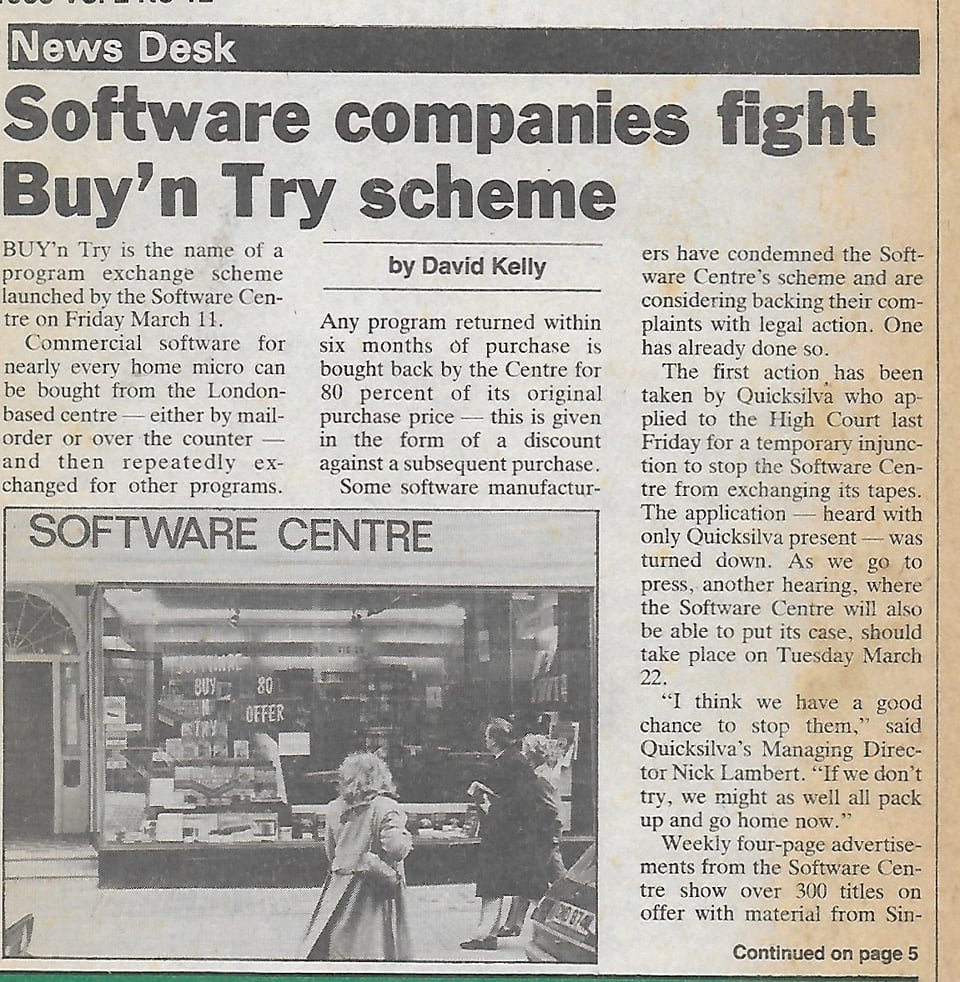 News Desk
Software companies fight
Buy'n Try scheme
BUY'n Try is the name of a
program exchange scheme
launched by the Software Cen-
tre on Friday March 11.
Commercial software for
nearly every home micro can
be bought from the London-
based centre — either by mail-
order or over the counter —
and then repeatedly ex-
changed for other programs.
by David Kelly
Any program returned within
six months of purchase is
bought back by the Centre for
80 percent of its original
purchase price — this is given
in the form of a discount
against a subsequent purchase.
Some software manufactur-
ers have condemned the Soft-
ware Centre's scheme and are
considering backing their com-
plaints with legal action. One
has already done so.
The first action has been
taken by Quicksilva who ap-
plied to the High Court last
Friday for a temporary injunc-
tion to stop the Software Cen-
tre from exchanging its tapes.
The application — heard with
only Quicksilva present — was
turned down. As we go to
press, another hearing, where
the Software Centre will also
be able to put its case, should
take place on Tuesday March
22.
"I think we have a good
chance to stop them," said
Quicksilva's Managing Direc-
tor Nick Lambert. "If we don't
try, we might as well all pack
up and go home now."
Weekly four-page advertise-
ments from the Software Cen-
tre show over 300 titles on
offer with material from Sin-
Continued on page 5
SOFTWARE CENTRE
BUY
N
TRY
80
OFFER